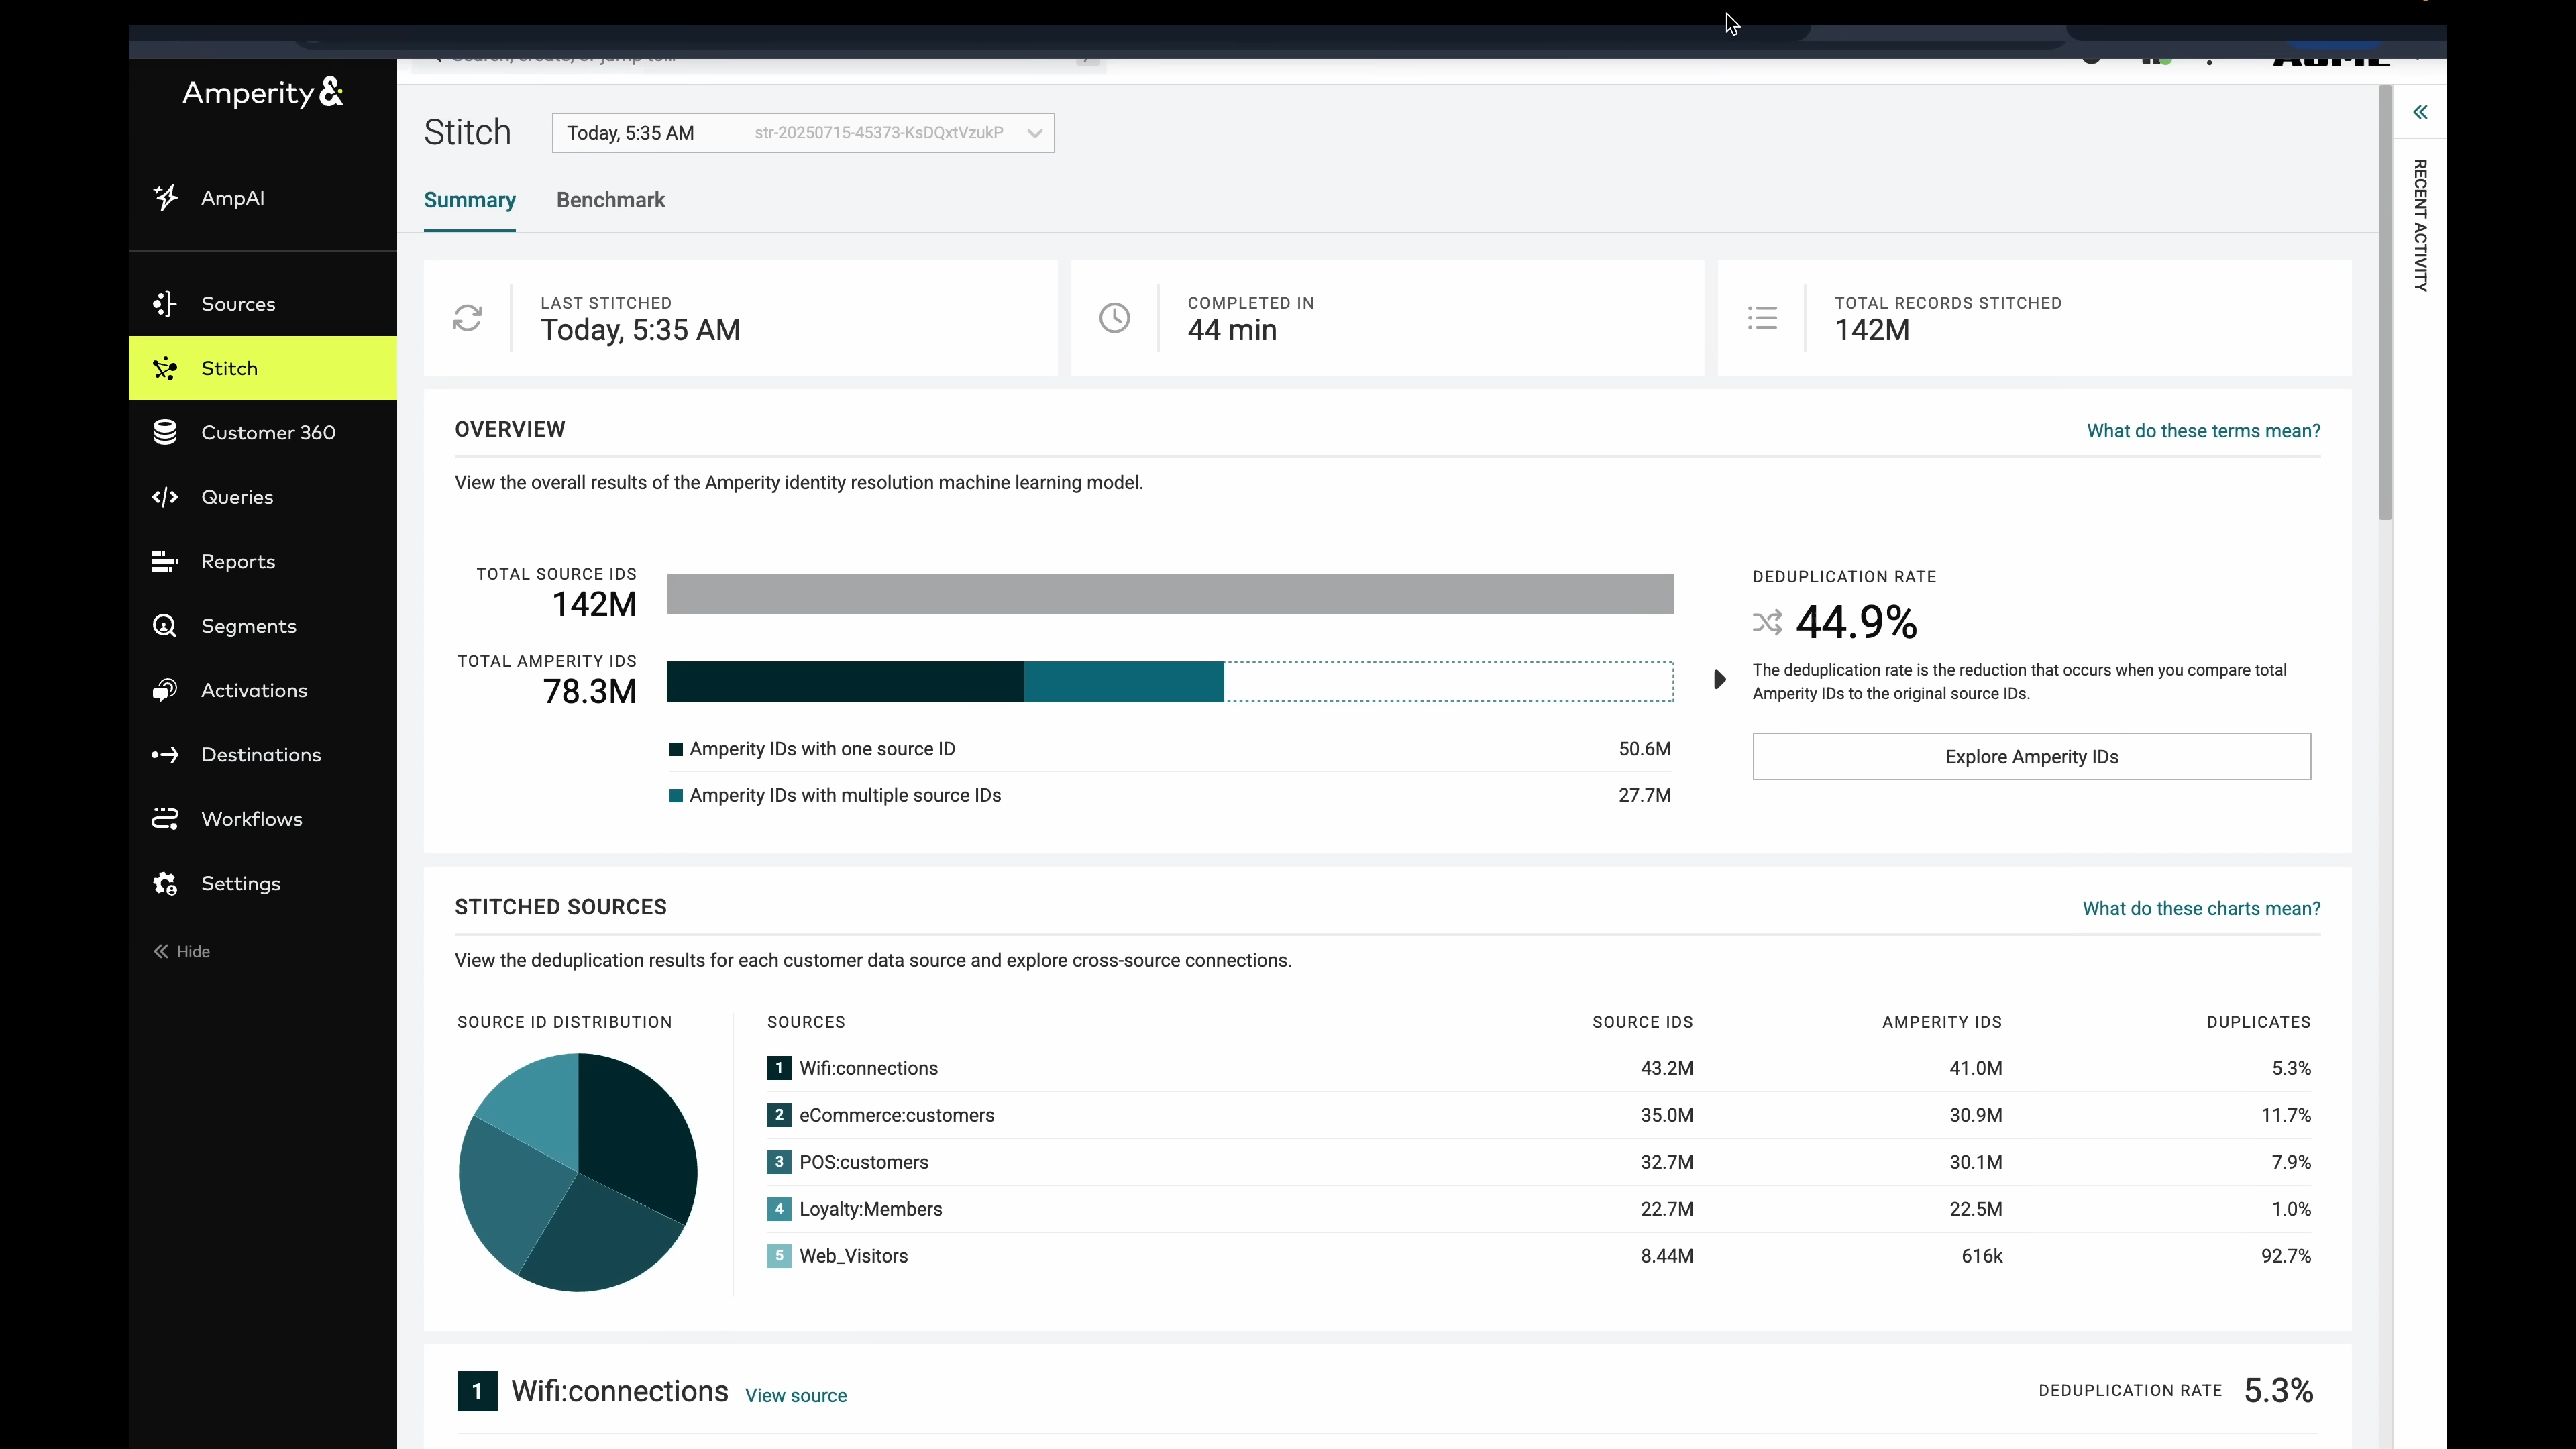 Amperity
AmpAI
Sources
Stitch
Customer 360
Queries
Reports
Segments
Activations
Destinations
Workflows
Settings
Hide
Stitch
Today, 5:35 AM str-20250715-45373-KsDQxtVzukP
Summary Benchmark
LAST STITCHED
Today, 5:35 AM
COMPLETED IN
44 min
TOTAL RECORDS STITCHED
142M
RECENT ACTIVITY
OVERVIEW What do these terms mean?
View the overall results of the Amperity identity resolution machine learning model.
TOTAL SOURCE IDS
142M
TOTAL AMPERITY IDS
78.3M
Amperity IDs with one source ID 50.6M
Amperity IDs with multiple source IDs 27.7M
DEDUPLICATION RATE
44.9%
The deduplication rate is the reduction that occurs when you compare total
Amperity IDs to the original source IDs.
Explore Amperity IDs
STITCHED SOURCES What do these charts mean?
View the deduplication results for each customer data source and explore cross-source connections.
SOURCE ID DISTRIBUTION
SOURCES SOURCE IDS AMPERITY IDS DUPLICATES
1 Wifi:connections 43.2M 41.0M 5.3%
2 eCommerce:customers 35.0M 30.9M 11.7%
3 POS:customers 32.7M 30.1M 7.9%
4 Loyalty:Members 22.7M 22.5M 1.0%
5 Web_Visitors 8.44M 616k 92.7%
1 Wifi:connections View source DEDUPLICATION RATE 5.3%